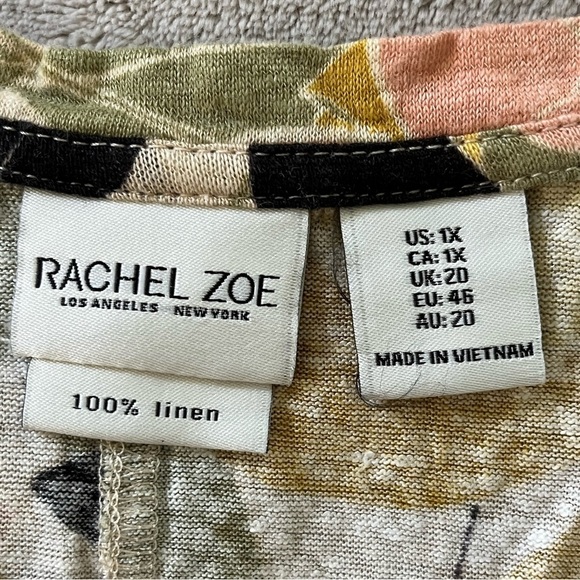 RACHEL ZOE
LOS ANGELES NEW YORK
100% linen
US: 1X
CA: 1X
UK: 20
EU: 46
AU: 20
MADE IN VIETNAM